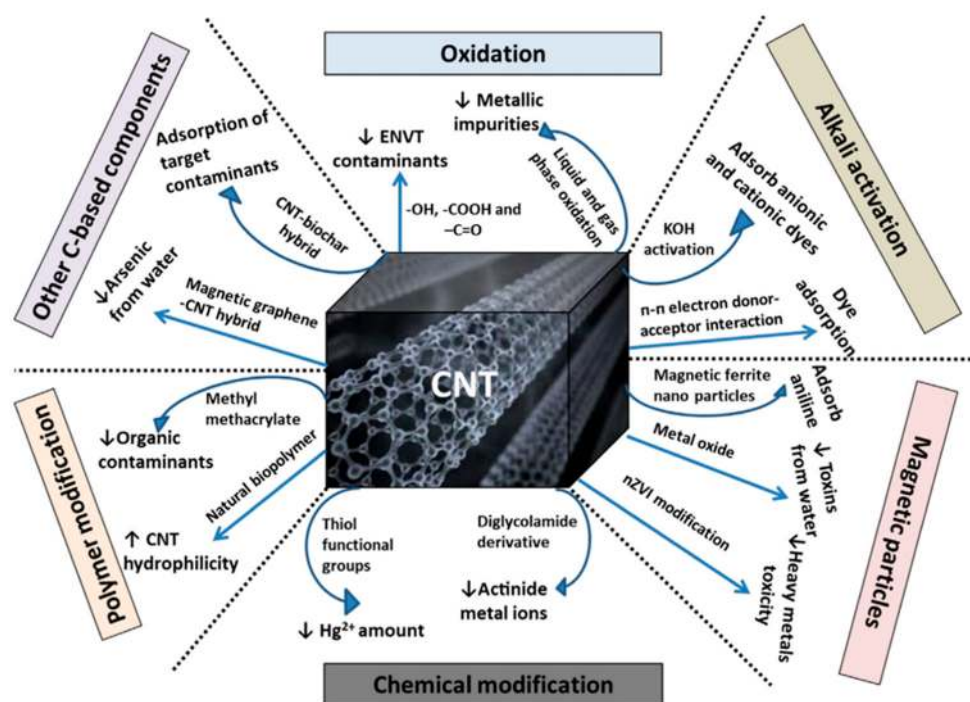 Oxidation
↓ Metallic
impurities
Liquid and gas
phase oxidation
↓ ENVT
contaminants
-OH, -COOH and
–C=O
Other C-based components
Adsorption of
target
contaminants
CNT-biochar
hybrid
↓Arsenic
from water
Magnetic graphene
-CNT hybrid
Alkali activation
Adsorb anionic
and cationic dyes
KOH
activation
n-n electron donor-
acceptor interaction
Dye
adsorption
CNT
Polymer modification
Methyl
methacrylate
↓Organic
contaminants
Natural biopolymer
↑ CNT
hydrophilicity
Magnetic particles
Magnetic ferrite
nano particles
Adsorb
aniline
Metal oxide
↓ Toxins
from water
nZVI modification
↓Heavy metals
toxicity
Thiol
functional
groups
↓ Hg²⁺ amount
Diglycolamide
derivative
↓Actinide
metal ions
Chemical modification